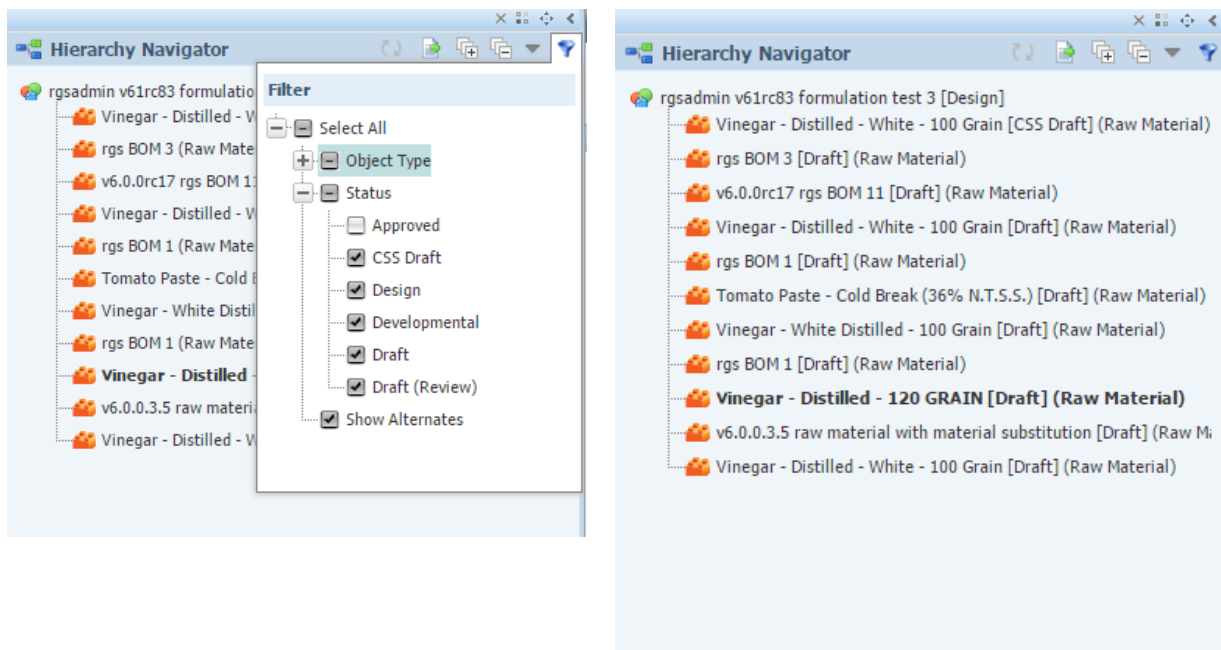 Hierarchy Navigator
rgsadmin v61rc83 formulatio
Vinegar - Distilled - W
rgs BOM 3 (Raw Mate
v6.0.0rc17 rgs BOM 11
Vinegar - Distilled - W
rgs BOM 1 (Raw Mate
Tomato Paste - Cold B
Vinegar - White Distil
rgs BOM 1 (Raw Mate
Vinegar - Distilled -
v6.0.0.3.5 raw materia
Vinegar - Distilled - W
Filter
Select All
Object Type
Status
Approved
CSS Draft
Design
Developmental
Draft
Draft (Review)
Show Alternates
Hierarchy Navigator
rgsadmin v61rc83 formulation test 3 [Design]
Vinegar - Distilled - White - 100 Grain [CSS Draft] (Raw Material)
rgs BOM 3 [Draft] (Raw Material)
v6.0.0rc17 rgs BOM 11 [Draft] (Raw Material)
Vinegar - Distilled - White - 100 Grain [Draft] (Raw Material)
rgs BOM 1 [Draft] (Raw Material)
Tomato Paste - Cold Break (36% N.T.S.S.) [Draft] (Raw Material)
Vinegar - White Distilled - 100 Grain [Draft] (Raw Material)
rgs BOM 1 [Draft] (Raw Material)
Vinegar - Distilled - 120 GRAIN [Draft] (Raw Material)
v6.0.0.3.5 raw material with material substitution [Draft] (Raw Ma
Vinegar - Distilled - White - 100 Grain [Draft] (Raw Material)